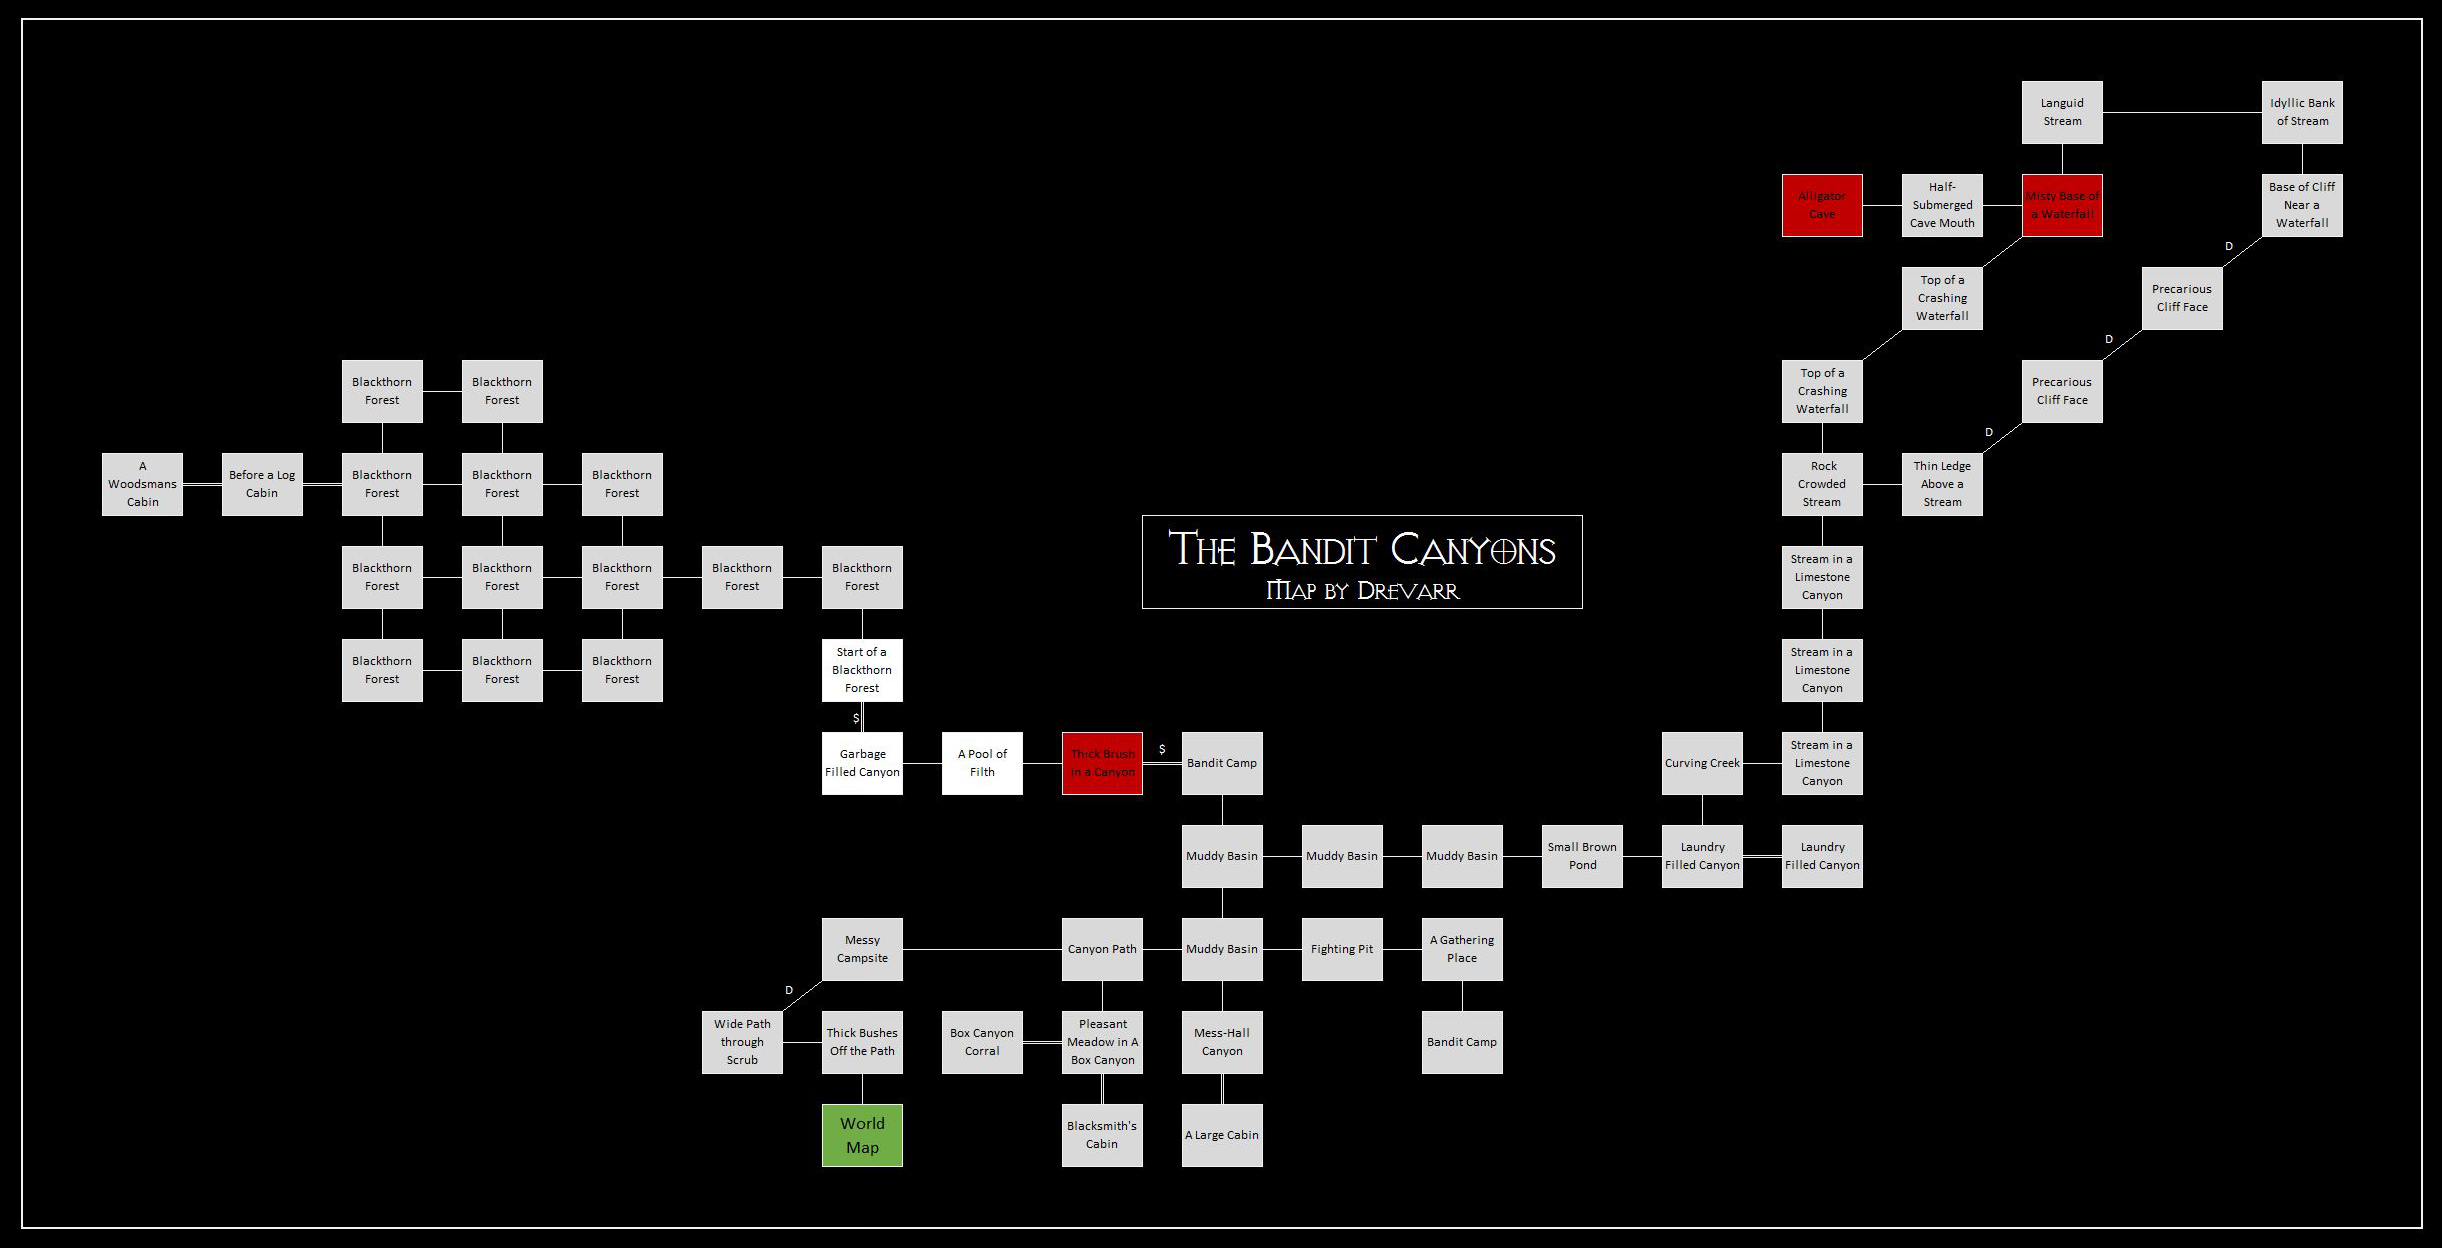 Languid
Stream
Idyllic Bank
of Stream
Alligator
Cave
Half-
Submerged
Cave Mouth
Misty Base of
a Waterfall
Base of Cliff
Near a
Waterfall
D
Top of a
Crashing
Waterfall
Precarious
Cliff Face
D
Blackthorn
Forest
Blackthorn
Forest
Top of a
Crashing
Waterfall
Precarious
Cliff Face
D
A
Woodsmans
Cabin
Before a Log
Cabin
Blackthorn
Forest
Blackthorn
Forest
Blackthorn
Forest
Rock
Crowded
Stream
Thin Ledge
Above a
Stream
The Bandit Canyons
Map by Drevarr
Blackthorn
Forest
Blackthorn
Forest
Blackthorn
Forest
Blackthorn
Forest
Blackthorn
Forest
Stream in a
Limestone
Canyon
Blackthorn
Forest
Blackthorn
Forest
Blackthorn
Forest
Start of a
Blackthorn
Forest
Stream in a
Limestone
Canyon
$
Garbage
Filled Canyon
A Pool of
Filth
Thick Brush
in a Canyon
$
Bandit Camp
Curving Creek
Stream in a
Limestone
Canyon
Muddy Basin
Muddy Basin
Muddy Basin
Small Brown
Pond
Laundry
Filled Canyon
Laundry
Filled Canyon
Messy
Campsite
Canyon Path
Muddy Basin
Fighting Pit
A Gathering
Place
D
Wide Path
through
Scrub
Thick Bushes
Off the Path
Box Canyon
Corral
Pleasant
Meadow in A
Box Canyon
Mess-Hall
Canyon
Bandit Camp
World
Map
Blacksmith's
Cabin
A Large Cabin